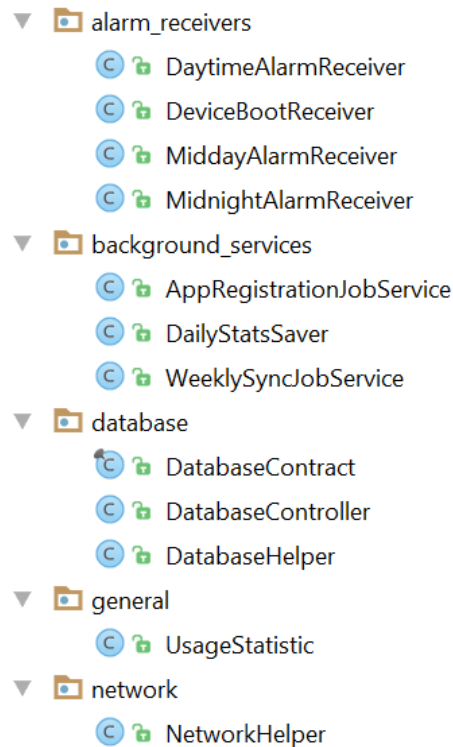 alarm_receivers
C DaytimeAlarmReceiver
C DeviceBootReceiver
C MiddayAlarmReceiver
C MidnightAlarmReceiver
background_services
C AppRegistrationJobService
C DailyStatsSaver
C WeeklySyncJobService
database
C DatabaseContract
C DatabaseController
C DatabaseHelper
general
C UsageStatistic
network
C NetworkHelper